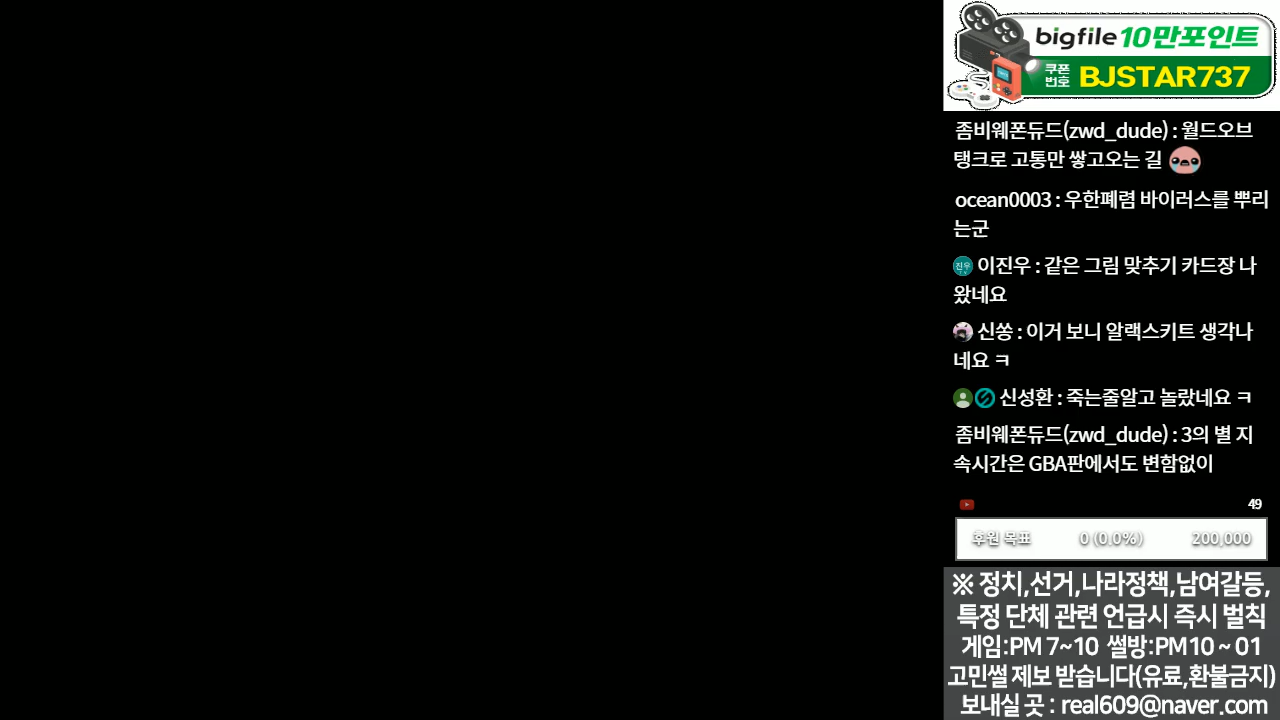 bigfile 10만포인트
쿠폰번호 BJSTAR737
좀비웨폰듀드(zwd_dude) : 월드오브
탱크로 고통만 쌓고오는 길
ocean0003 : 우한폐렴 바이러스를 뿌리
는군
진우 이진우 : 같은 그림 맞추기 카드장 나
왔네요
신쏭 : 이거 보니 알랙스키트 생각나
네요 ㅋ
신성환 : 죽는줄알고 놀랐네요 ㅋ
좀비웨폰듀드(zwd_dude) : 3의 별 지
속시간은 GBA판에서도 변함없이
49
후원 목표 0 (0.0%) 200,000
※ 정치,선거,나라정책,남여갈등,
특정 단체 관련 언급시 즉시 벌칙
게임:PM 7~10 썰방:PM10 ~ 01
고민썰 제보 받습니다(유료,환불금지)
보내실 곳 : real609@naver.com